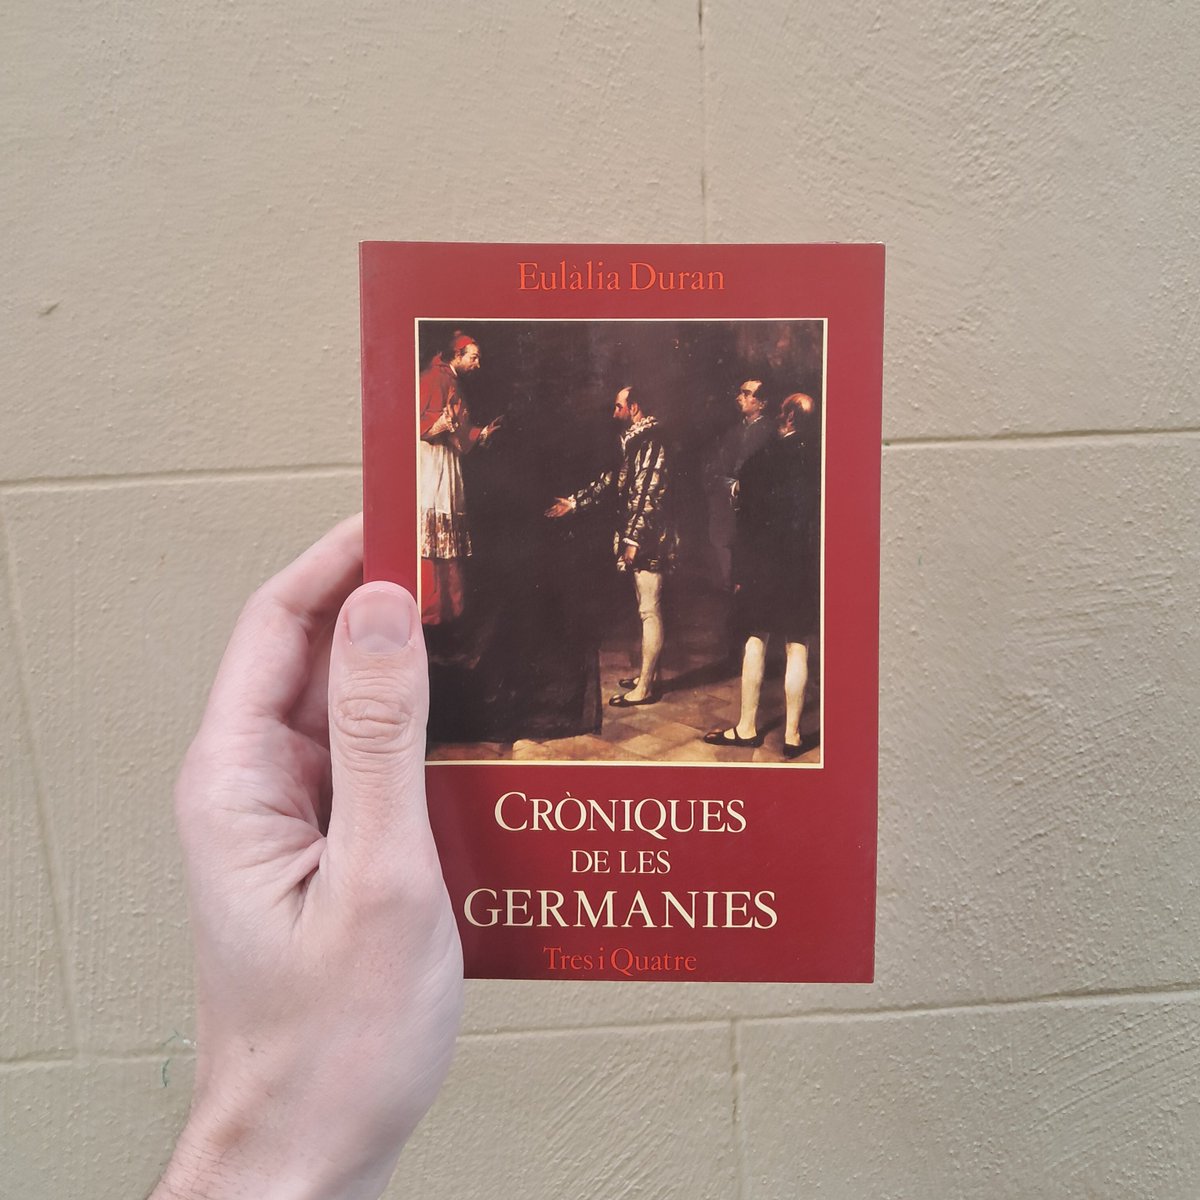 Eulàlia Duran
CRÒNIQUES
DE LES
GERMANIES
Tres i Quatre